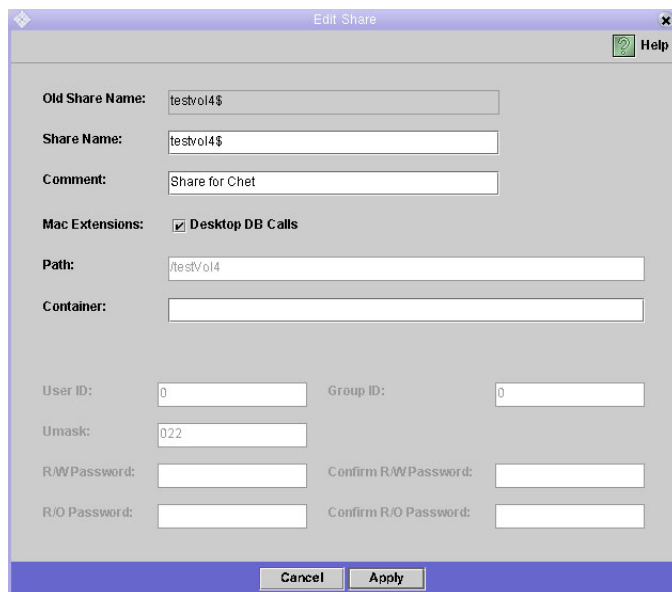 Edit Share
Help
Old Share Name: testvol4$
Share Name: testvol4$
Comment: Share for Chet
Mac Extensions: Desktop DB Calls
Path: /testVol4
Container:
User ID: 0 Group ID: 0
Umask: 022
R/W Password: Confirm R/W Password:
R/O Password: Confirm R/O Password:
Cancel Apply